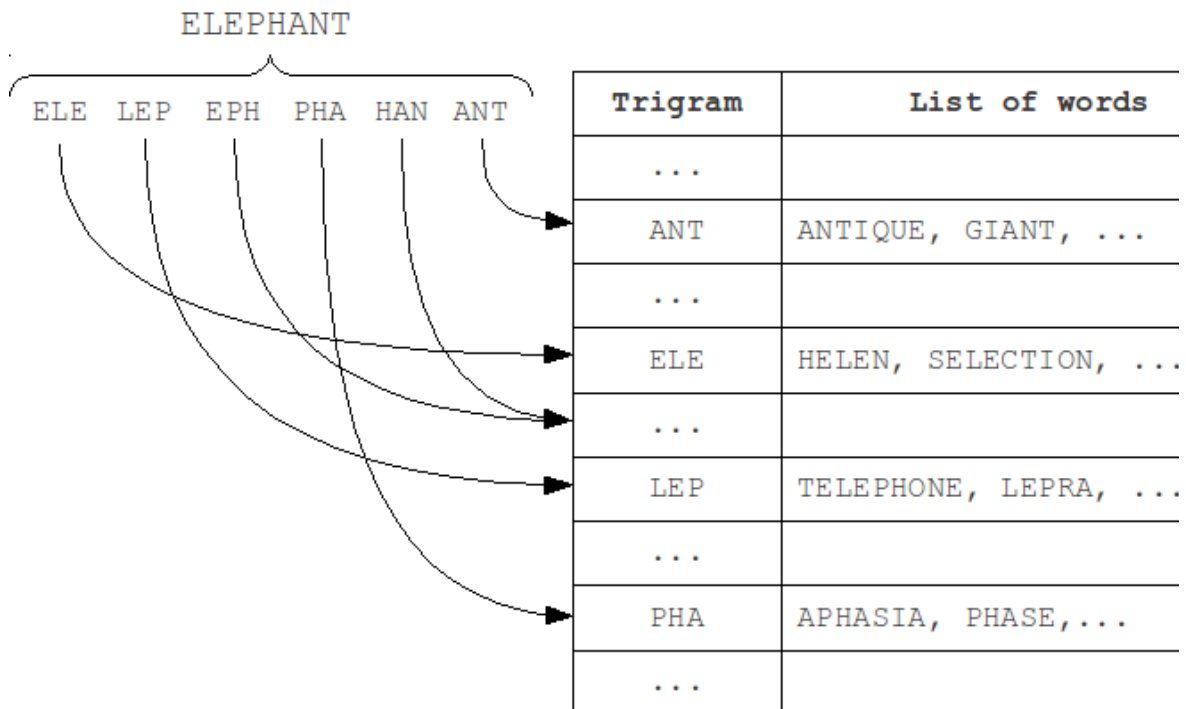 ELEPHANT
ELE LEP EPH PHA HAN ANT
Trigram List of words
...
ANT ANTIQUE, GIANT, ...
...
ELE HELEN, SELECTION, ...
...
LEP TELEPHONE, LEPRA, ...
...
PHA APHASIA, PHASE,...
...